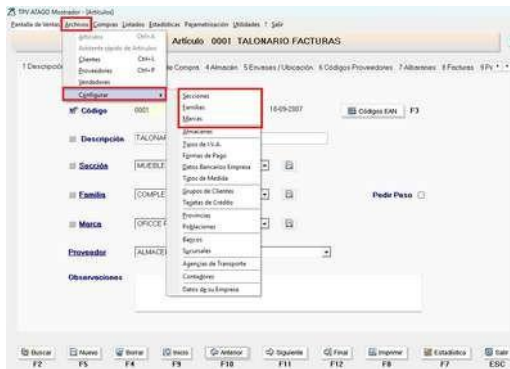 TPV ATAGO Mostrador - [Artículos]
Pantalla de Ventas Archivos Compras Listados Estadísticas Parametrización Utilidades ? Salir
Artículos Ctrl+A
Asistente rápido de Artículos
Clientes Ctrl+L
Proveedores Ctrl+P
Vendedores
Configurar
Secciones
Familias
Marcas
Almacenes
Tipos de I.V.A.
Formas de Pago
Datos Bancarios Empresa
Tipos de Medida
Grupos de Clientes
Tarjetas de Crédito
Provincias
Poblaciones
Bancos
Sucursales
Agencias de Transporte
Contadores
Datos de su Empresa
Artículo 0001 TALONARIO FACTURAS
1 Descripció de Compra 4 Almacén 5 Envases / Ubicación 6 Códigos Proveedores 7 Albaranes 8 Facturas
Nº Código 0001 18-09-2007 Códigos EAN F3
Descripción TALONA
Sección MUEBLE
Familia COMPLE Pedir Peso
Marca OFICCE
Proveedor ALMACE
Observaciones
Buscar Nuevo Borrar Inicio Anterior Siguiente Final Imprimir Estadística Salir
F2 F5 F4 F9 F10 F11 F12 F8 F7 ESC